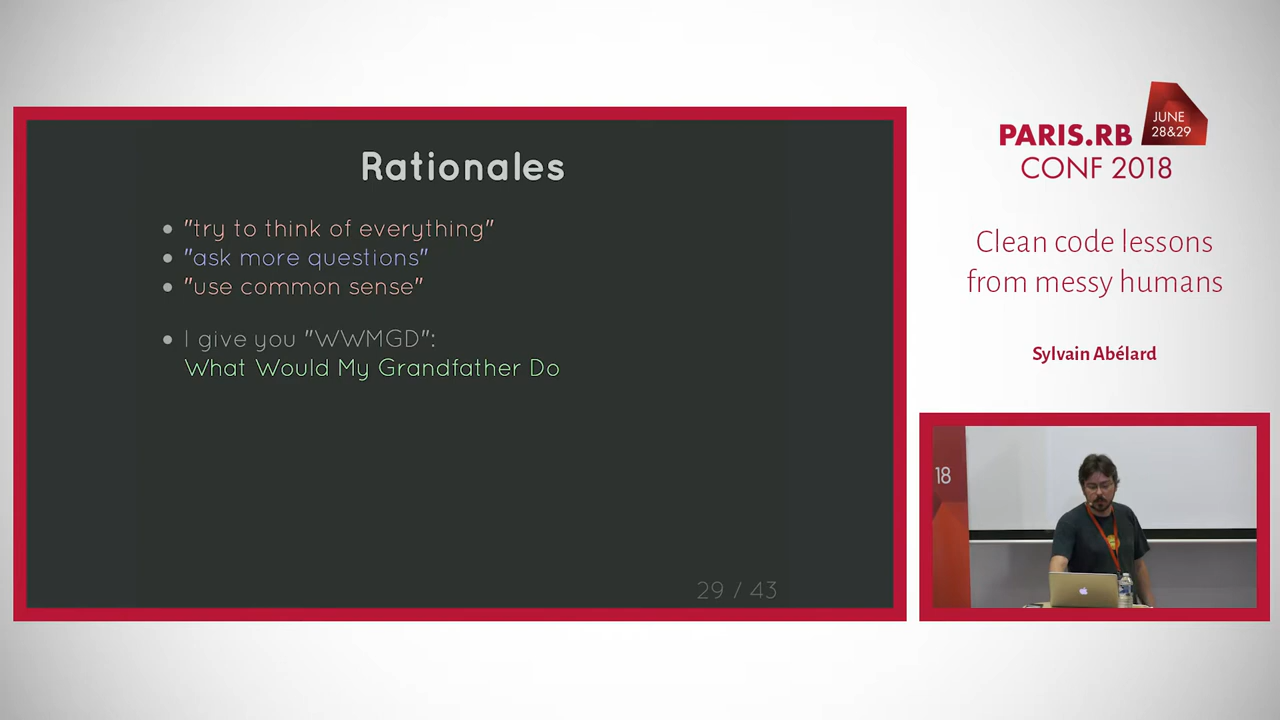 Rationales
"try to think of everything"
"ask more questions"
"use common sense"
I give you "WWMGD":
What Would My Grandfather Do
29 / 43
PARIS.RB
JUNE
28&29
CONF 2018
Clean code lessons
from messy humans
Sylvain Abélard
18